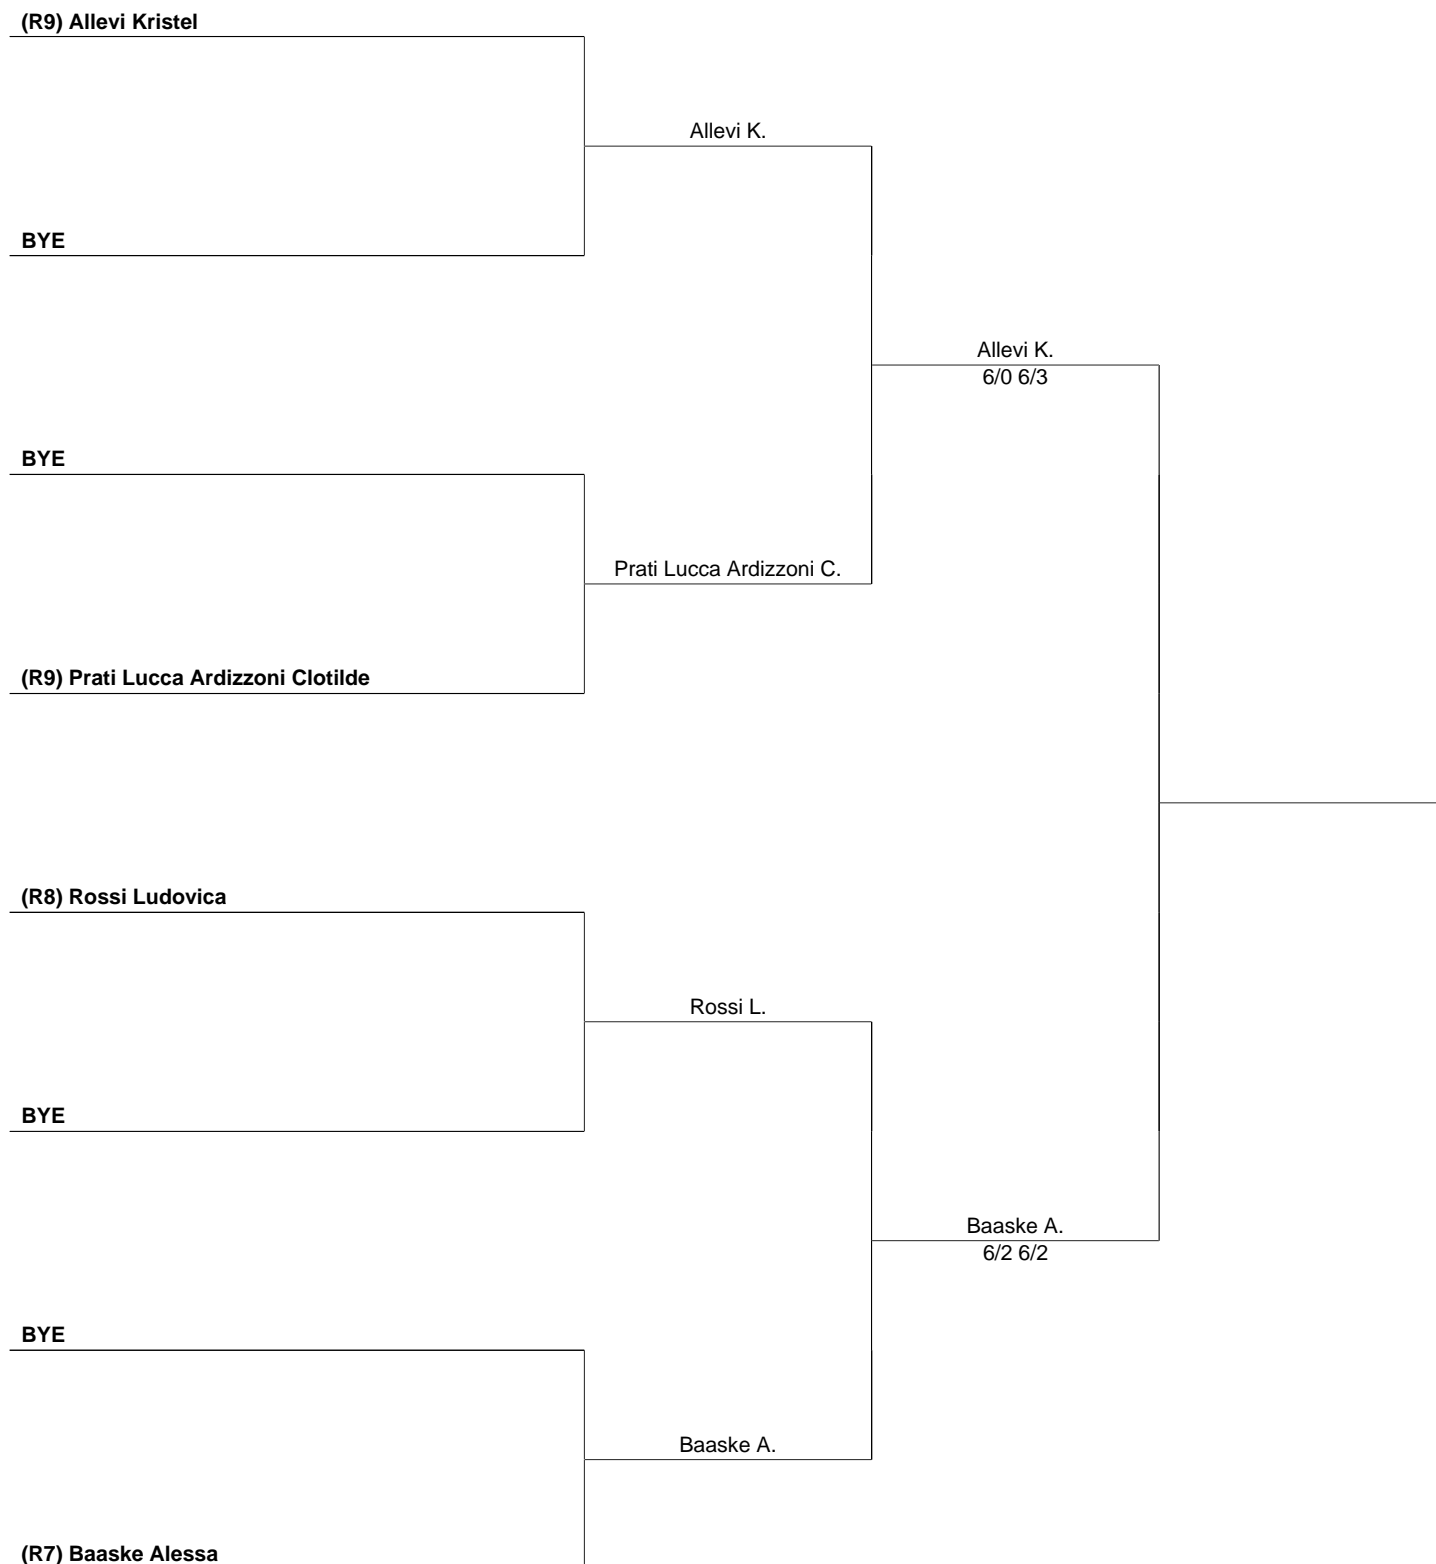 (R9) Allevi Kristel
Allevi K.
BYE
Allevi K.
6/0 6/3
BYE
Prati Lucca Ardizzoni C.
(R9) Prati Lucca Ardizzoni Clotilde
(R8) Rossi Ludovica
Rossi L.
BYE
Baaske A.
6/2 6/2
BYE
Baaske A.
(R7) Baaske Alessa